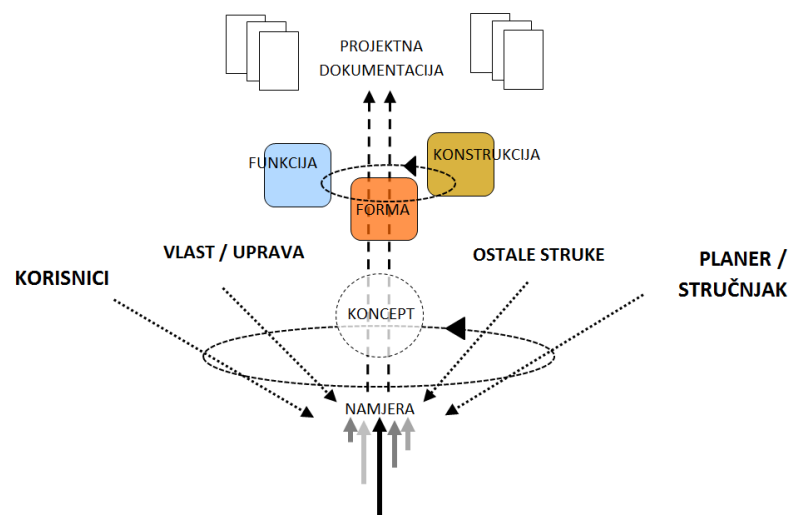 PROJEKTNA
DOKUMENTACIJA
FUNKCIJA
KONSTRUKCIJA
FORMA
KORISNICI
VLAST / UPRAVA
OSTALE STRUKE
PLANER /
STRUČNJAK
KONCEPT
NAMJERA